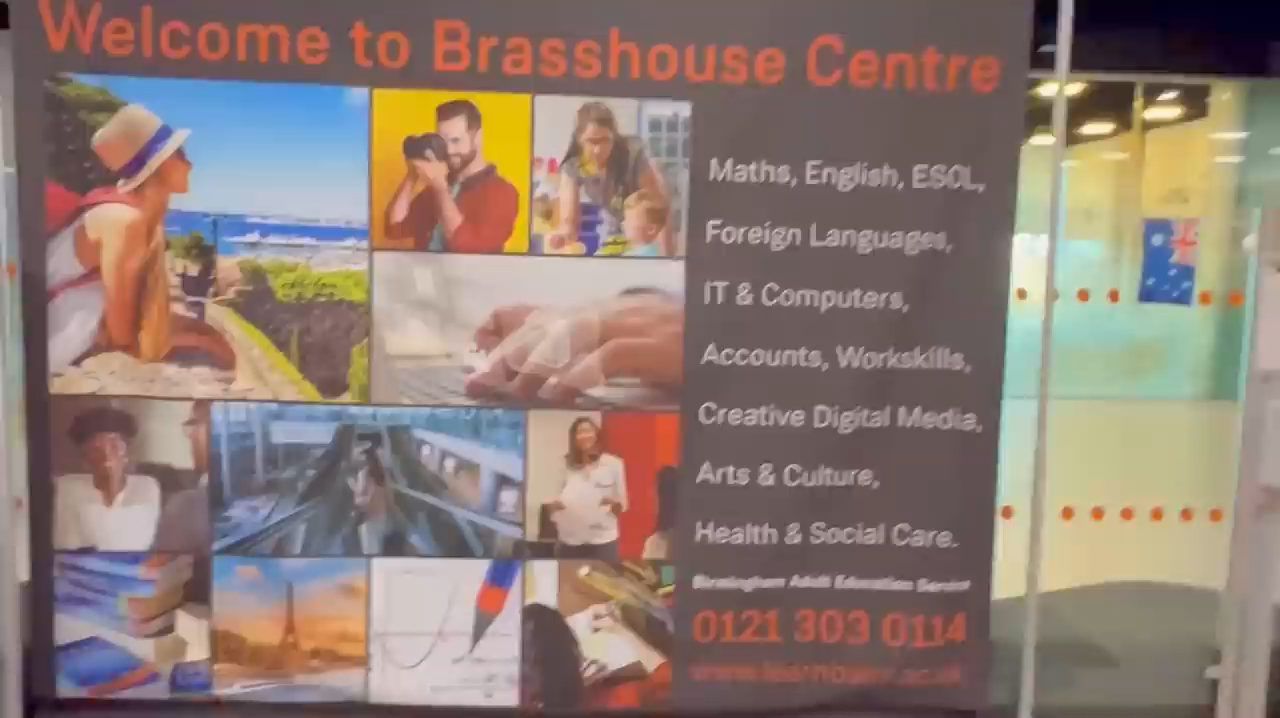 Welcome to Brasshouse Centre
Maths, English, ESOL,
Foreign Languages,
IT & Computers,
Accounts, Workskills,
Creative Digital Media,
Arts & Culture,
Health & Social Care.
Birmingham Adult Education Service
0121 303 0114